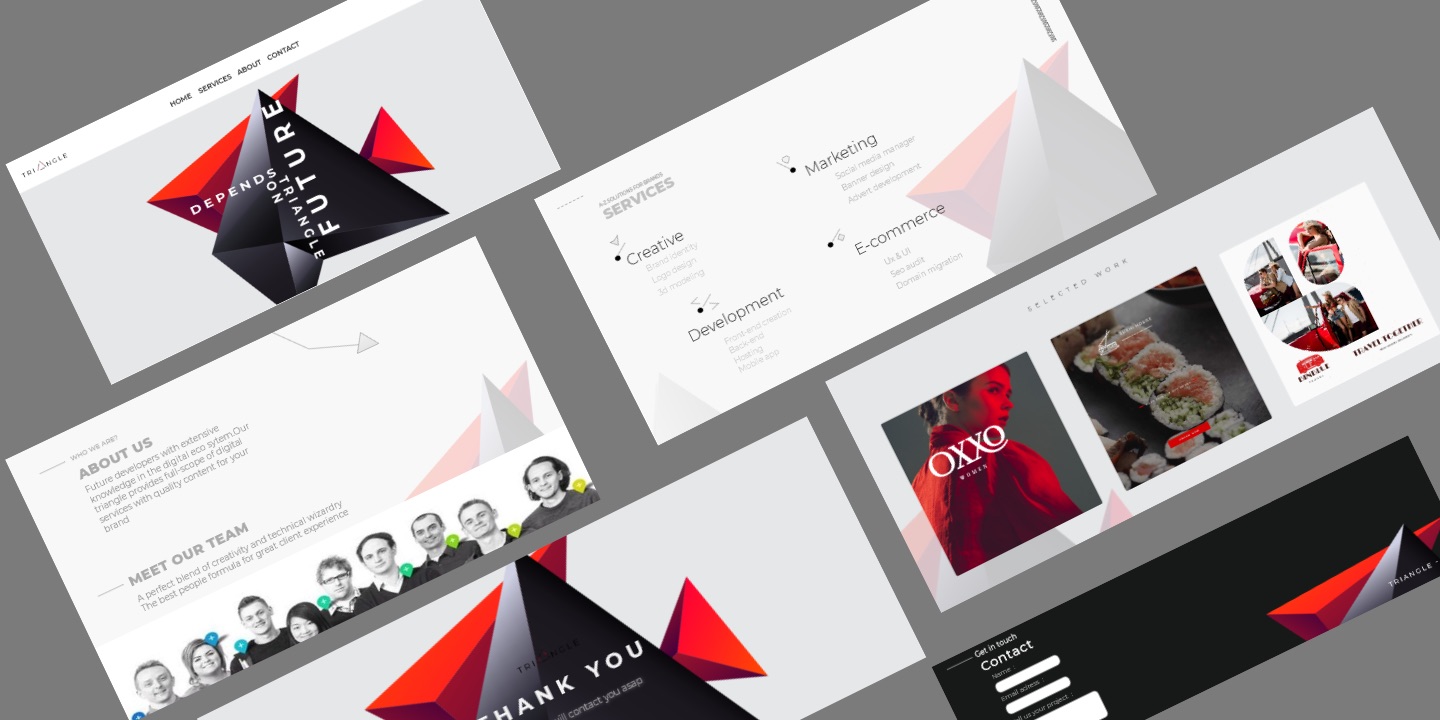 HOME SERVICES ABOUT CONTACT
TRIANGLE
DEPENDS
ON
TRIANGLE
FUTURE
A-Z SOLUTIONS FOR BRANDS
SERVICES
Creative
Brand identity
Logo design
3d modeling
Development
Front-end creation
Back-end
Hosting
Mobile app
Marketing
Social media manager
Banner design
Advert development
E-commerce
Ux & UI
Seo audit
Domain migration
WHO WE ARE?
ABOUT US
Future developers with extensive
knowledge in the digital eco sytem.Our
triangle provides full-scope of digital
services with quality content for your
brand
MEET OUR TEAM
A perfect blend of creativity and technical wizardry
The best people formula for great client experience
SELECTED WORK
OXXO
WOMEN
TRAVEL TOGETHER
TRIANGLE
THANK YOU
will contact you asap
Get in touch
Contact
Name :
Email adress :
us your project :
TRIANGLE -